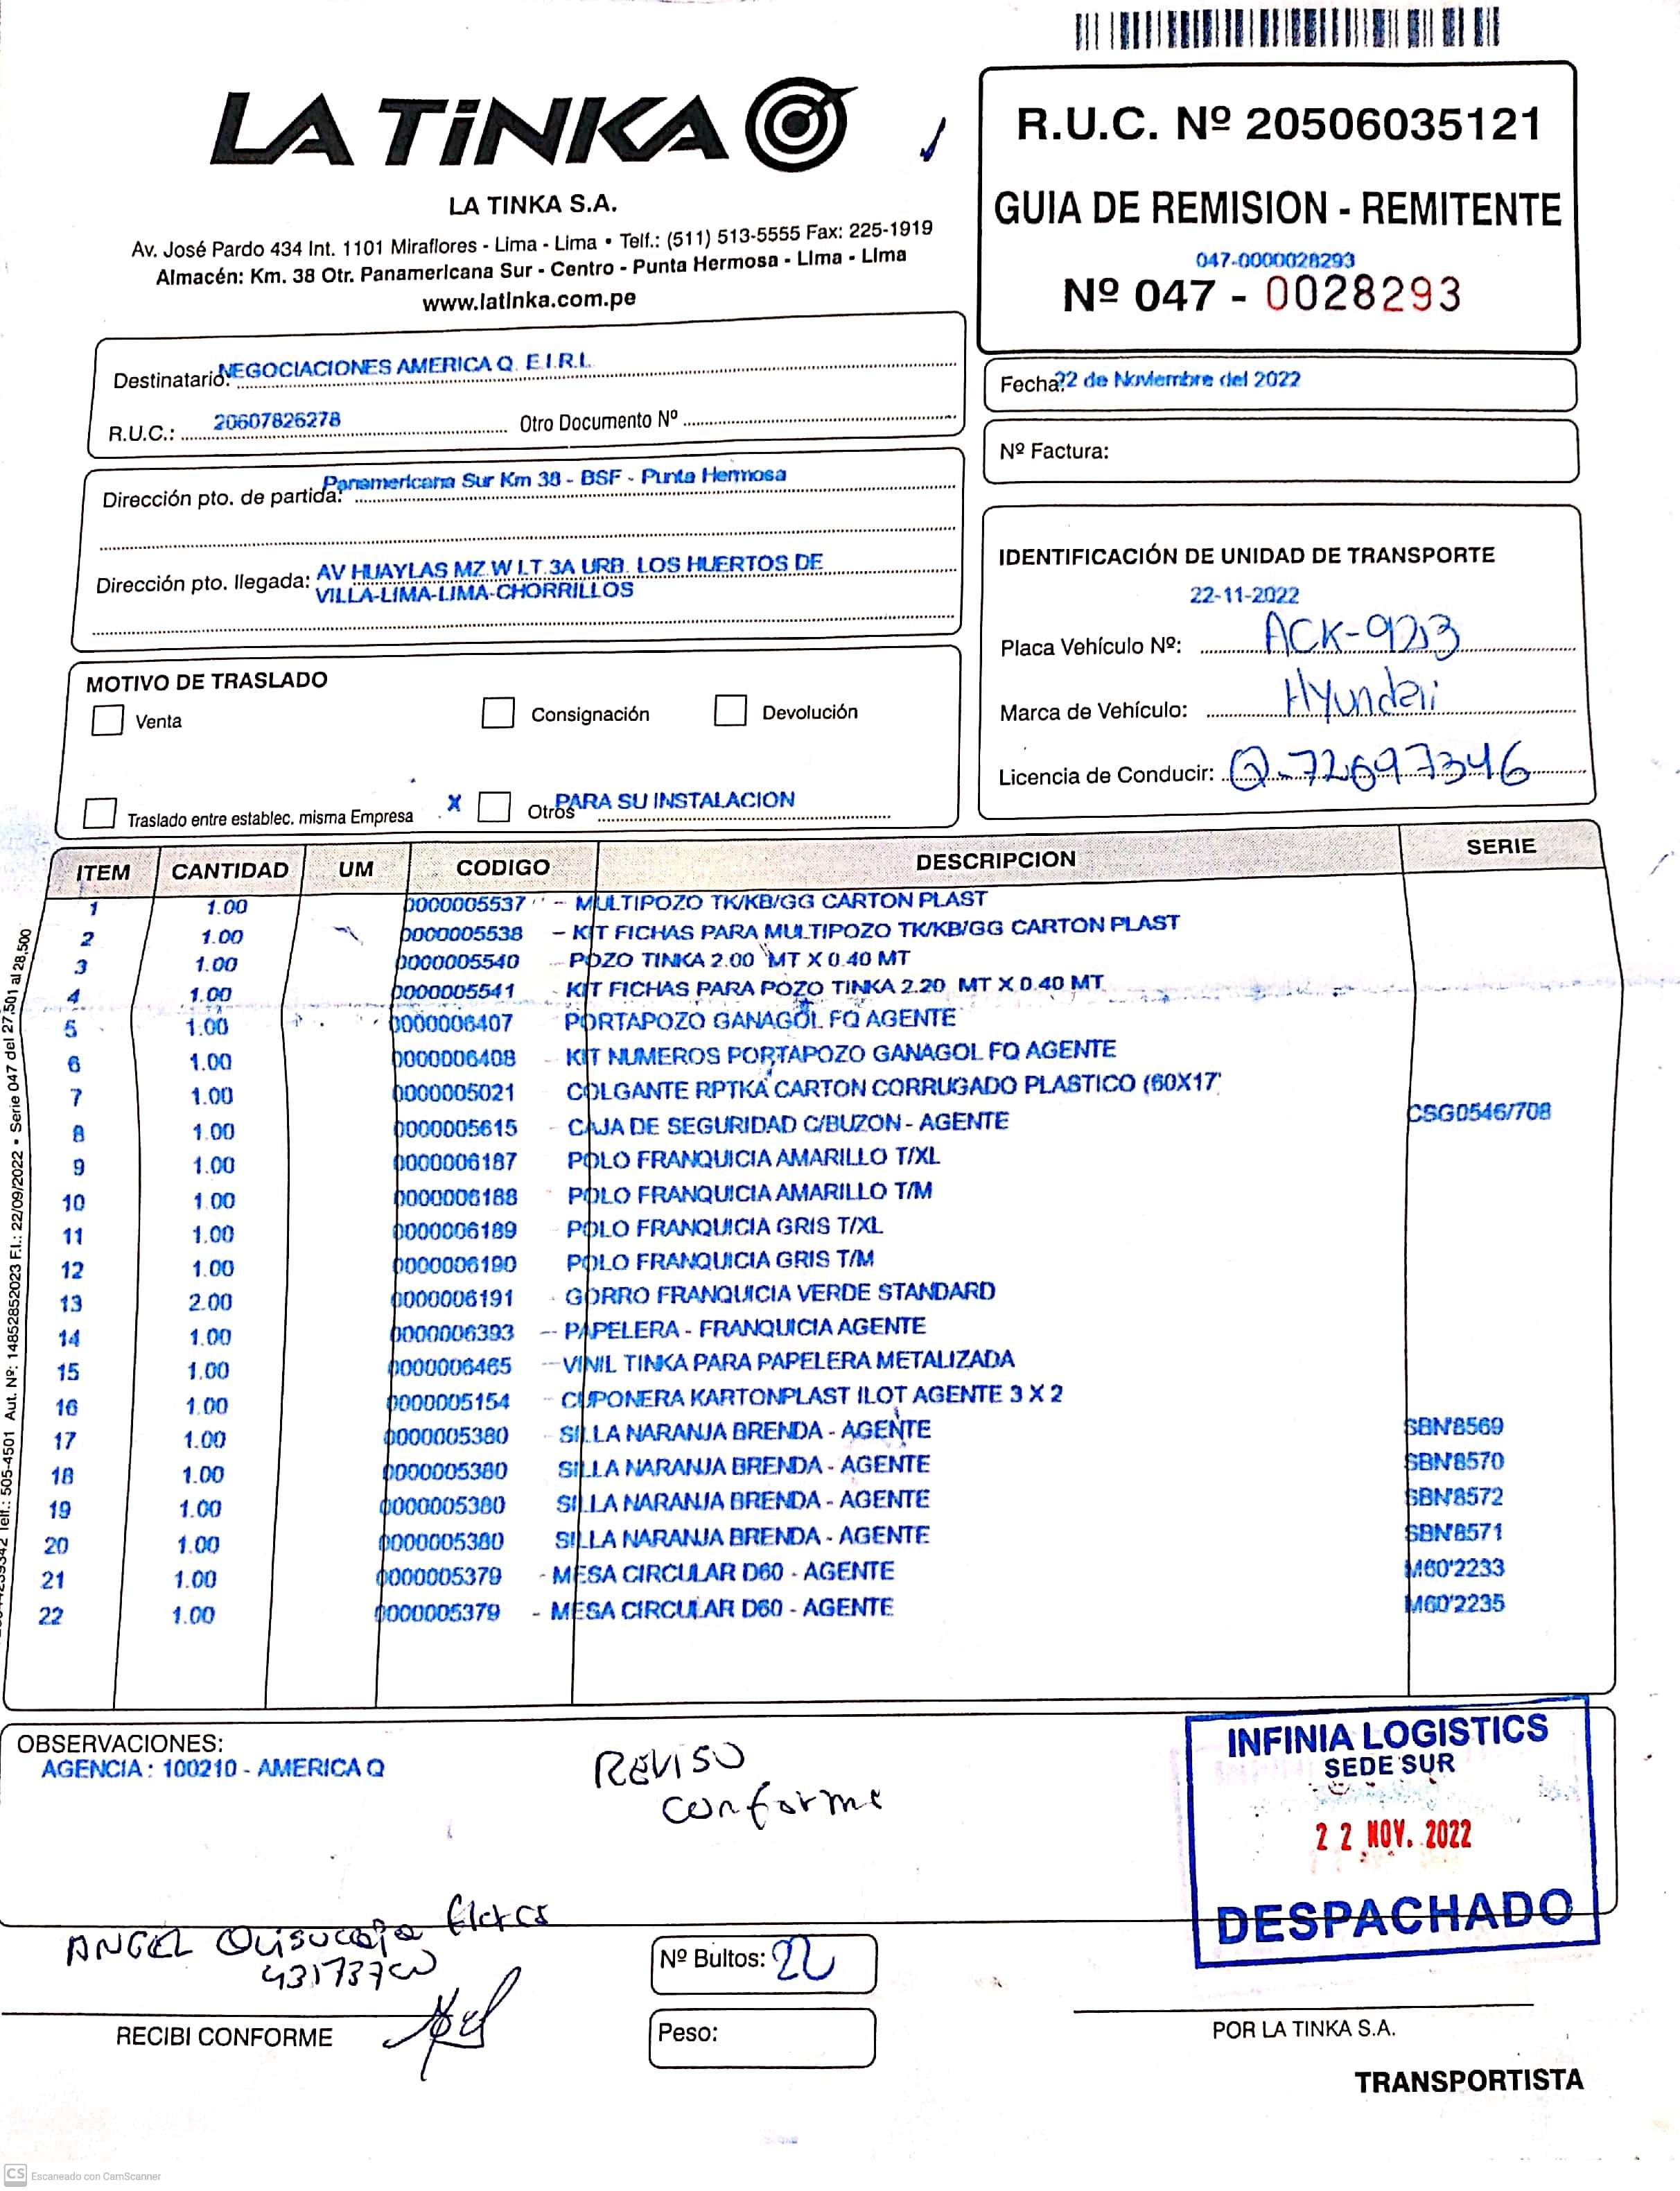 LA TiNKA
LA TINKA S.A.
Av. José Pardo 434 Int. 1101 Miraflores - Lima - Lima • Telf.: (511) 513-5555 Fax: 225-1919
Almacén: Km. 38 Otr. Panamericana Sur - Centro - Punta Hermosa - Lima - Lima
www.latinka.com.pe
R.U.C. Nº 20506035121
GUIA DE REMISION - REMITENTE
047-0000028293
Nº 047 - 0028293
Destinatario: NEGOCIACIONES AMERICA Q. E.I.R.L
R.U.C.: 20607826278 Otro Documento Nº
Fecha: 22 de Noviembre del 2022
Nº Factura:
Dirección pto. de partida: Panamericana Sur Km 38 - BSF - Punta Hermosa
Dirección pto. llegada: AV HUAYLAS MZ.W LT.3A URB. LOS HUERTOS DE
VILLA-LIMA-LIMA-CHORRILLOS
IDENTIFICACIÓN DE UNIDAD DE TRANSPORTE
22-11-2022
Placa Vehículo Nº: ACK-923
Marca de Vehículo: Hyundai
Licencia de Conducir: Q-72697346
MOTIVO DE TRASLADO
Venta Consignación Devolución
Traslado entre establec. misma Empresa X Otros PARA SU INSTALACION
ITEM CANTIDAD UM CODIGO DESCRIPCION SERIE
1 1.00 0000005537 - MULTIPOZO TK/KB/GG CARTON PLAST
2 1.00 0000005538 - KIT FICHAS PARA MULTIPOZO TK/KB/GG CARTON PLAST
3 1.00 0000005540 - POZO TINKA 2.00 MT X 0.40 MT
4 1.00 0000005541 - KIT FICHAS PARA POZO TINKA 2.20 MT X 0.40 MT
5 1.00 0000006407 PORTAPOZO GANAGOL FQ AGENTE
6 1.00 0000006408 - KIT NUMEROS PORTAPOZO GANAGOL FQ AGENTE
7 1.00 0000005021 COLGANTE RPTKA CARTON CORRUGADO PLASTICO (60X17
8 1.00 0000005615 - CAJA DE SEGURIDAD C/BUZON - AGENTE CSG0546/708
9 1.00 0000006187 POLO FRANQUICIA AMARILLO T/XL
10 1.00 0000006188 - POLO FRANQUICIA AMARILLO T/M
11 1.00 0000006189 - POLO FRANQUICIA GRIS T/XL
12 1.00 0000006190 POLO FRANQUICIA GRIS T/M
13 2.00 0000006191 - GORRO FRANQUICIA VERDE STANDARD
14 1.00 0000006393 - PAPELERA - FRANQUICIA AGENTE
15 1.00 0000006465 - VINIL TINKA PARA PAPELERA METALIZADA
16 1.00 0000005154 - CUPONERA KARTONPLAST ILOT AGENTE 3 X 2
17 1.00 0000005380 - SILLA NARANJA BRENDA - AGENTE SBN'8569
18 1.00 0000005380 SILLA NARANJA BRENDA - AGENTE SBN'8570
19 1.00 0000005380 SILLA NARANJA BRENDA - AGENTE SBN'8572
20 1.00 0000005380 SILLA NARANJA BRENDA - AGENTE SBN'8571
21 1.00 0000005379 - MESA CIRCULAR D60 - AGENTE M60'2233
22 1.00 0000005379 - MESA CIRCULAR D60 - AGENTE M60'2235
Telf.: 505-4501 Aut. Nº: 14852852023 F.I.: 22/09/2022 • Serie 047 del 27,501 al 28,500
OBSERVACIONES:
AGENCIA : 100210 - AMERICA Q
REVISO
conforme
INFINIA LOGISTICS
SEDE SUR
22 NOV. 2022
DESPACHADO
ANGEL
RECIBI CONFORME
Nº Bultos: 22
Peso:
POR LA TINKA S.A.
TRANSPORTISTA
CS Escaneado con CamScanner